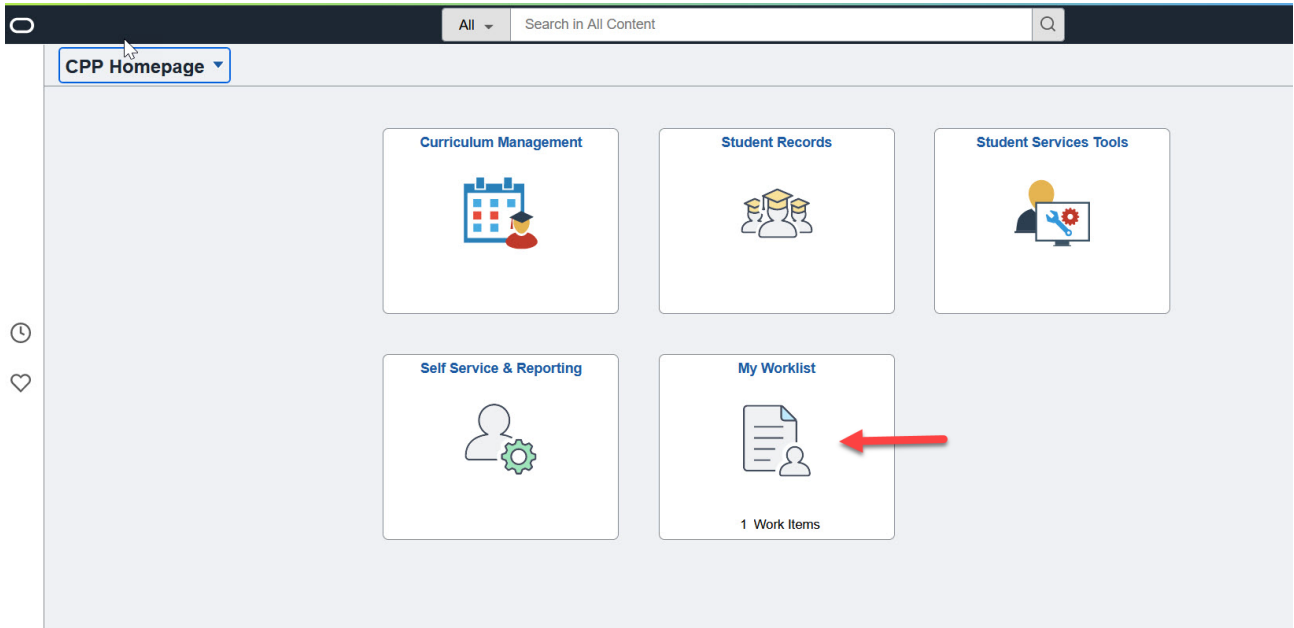 All
Search in All Content
CPP Homepage
Curriculum Management
Student Records
Student Services Tools
Self Service & Reporting
My Worklist
1 Work Items